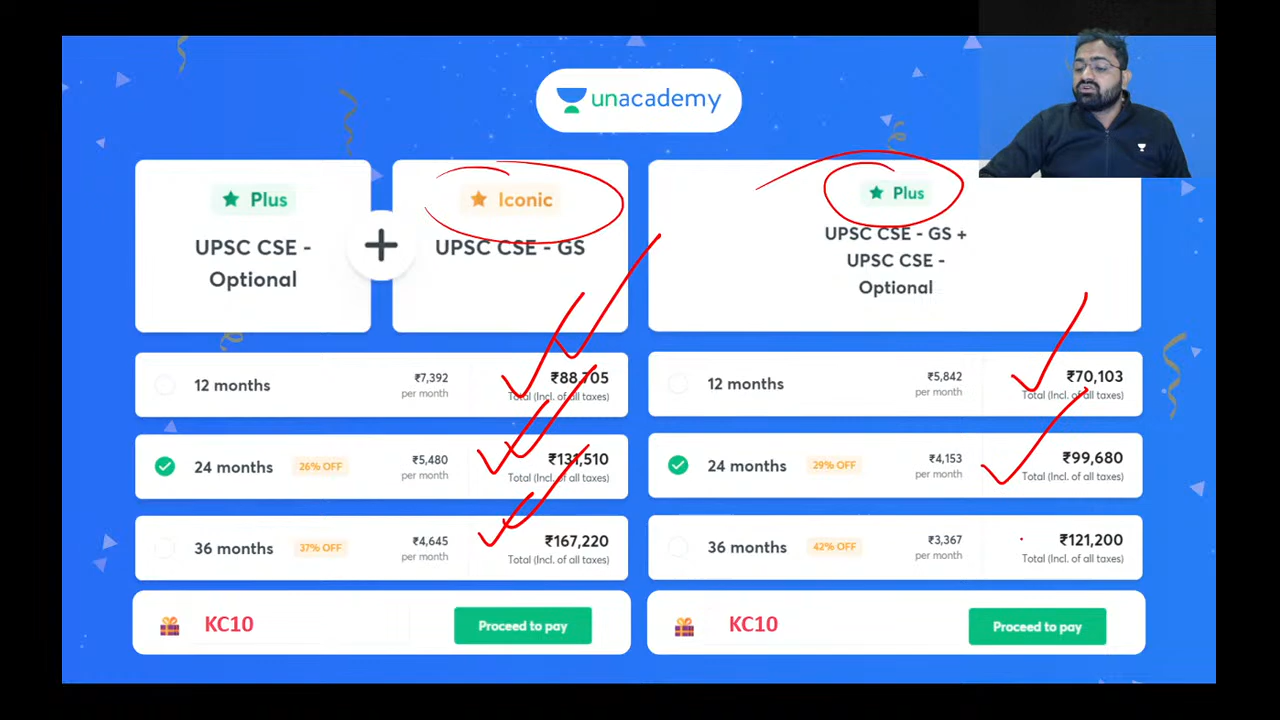 unacademy
Plus
UPSC CSE -
Optional
+
Iconic
UPSC CSE - GS
12 months
₹7,392
per month
₹88,705
Total (Incl. of all taxes)
24 months
26% OFF
₹5,480
per month
₹131,510
Total (Incl. of all taxes)
36 months
37% OFF
₹4,645
per month
₹167,220
Total (Incl. of all taxes)
KC10
Proceed to pay
Plus
UPSC CSE - GS +
UPSC CSE -
Optional
12 months
₹5,842
per month
₹70,103
Total (Incl. of all taxes)
24 months
29% OFF
₹4,153
per month
₹99,680
Total (Incl. of all taxes)
36 months
42% OFF
₹3,367
per month
₹121,200
Total (Incl. of all taxes)
KC10
Proceed to pay